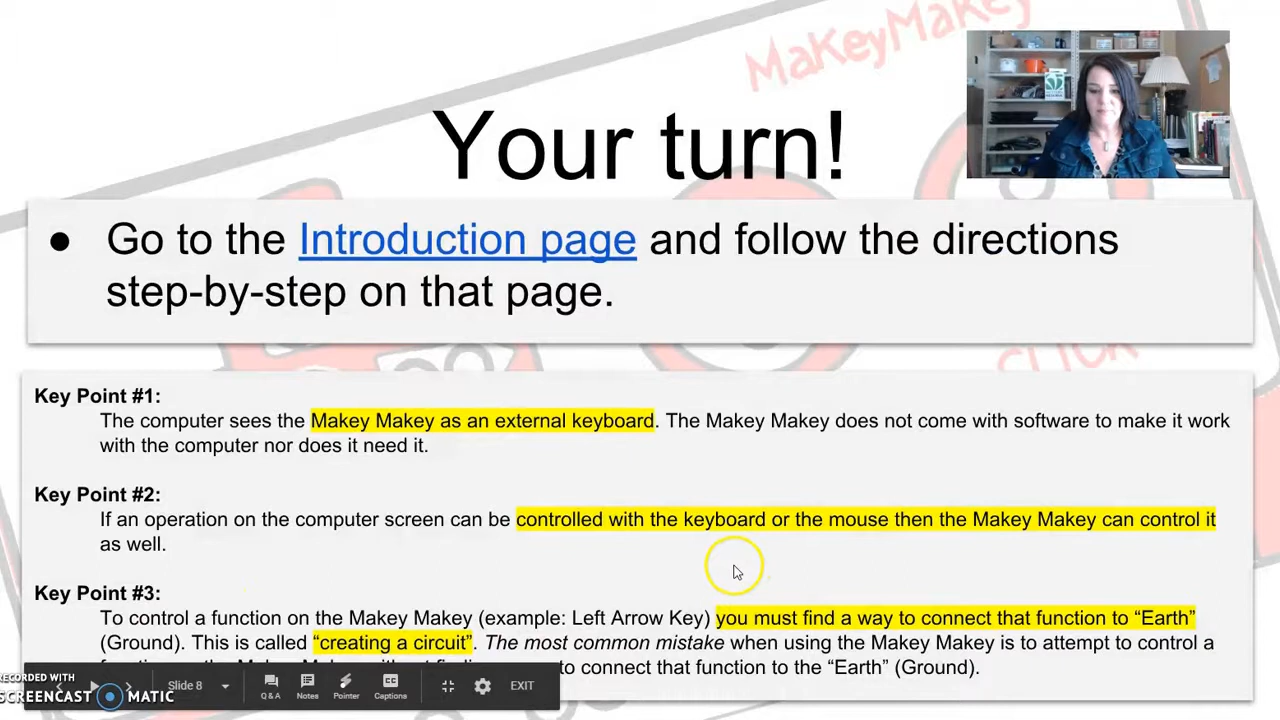 MaKeyMaKey
Your turn!
● Go to the Introduction page and follow the directions
step-by-step on that page.
CLICK
Key Point #1:
The computer sees the Makey Makey as an external keyboard. The Makey Makey does not come with software to make it work
with the computer nor does it need it.
Key Point #2:
If an operation on the computer screen can be controlled with the keyboard or the mouse then the Makey Makey can control it
as well.
Key Point #3:
To control a function on the Makey Makey (example: Left Arrow Key) you must find a way to connect that function to “Earth”
(Ground). This is called “creating a circuit”. The most common mistake when using the Makey Makey is to attempt to control a
to connect that function to the “Earth” (Ground).
RECORDED WITH
SCREENCAST MATIC
Slide 8
Q & A
Notes
Pointer
CC
Captions
EXIT